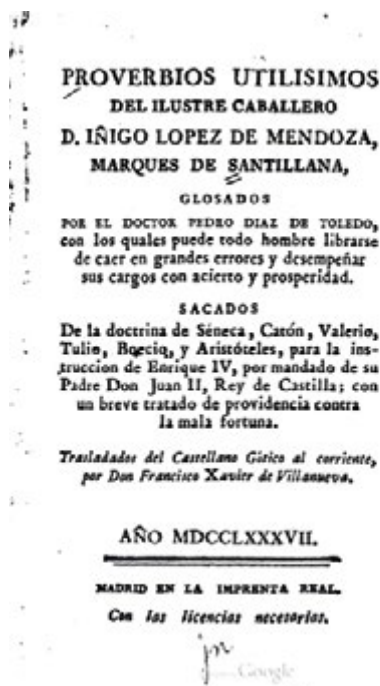 PROVERBIOS UTILISIMOS
DEL ILUSTRE CABALLERO
D. IÑIGO LOPEZ DE MENDOZA,
MARQUES DE SANTILLANA,
GLOSADOS
POR EL DOCTOR PEDRO DIAZ DE TOLEDO,
con los quales puede todo hombre librarse
de caer en grandes errores y desempeñar
sus cargos con acierto y prosperidad.
SACADOS
De la doctrina de Séneca, Catón, Valerio,
Tulio, Boecio, y Aristóteles, para la ins-
truccion de Enrique IV, por mandado de su
Padre Don Juan II, Rey de Castilla; con
un breve tratado de providencia contra
la mala fortuna.
Trasladados del Castellano Gótico al corriente,
por Don Francisco Xavier de Villanueva.
AÑO MDCCLXXXVII.
MADRID EN LA IMPRENTA REAL.
Con las licencias necesarias.
Google